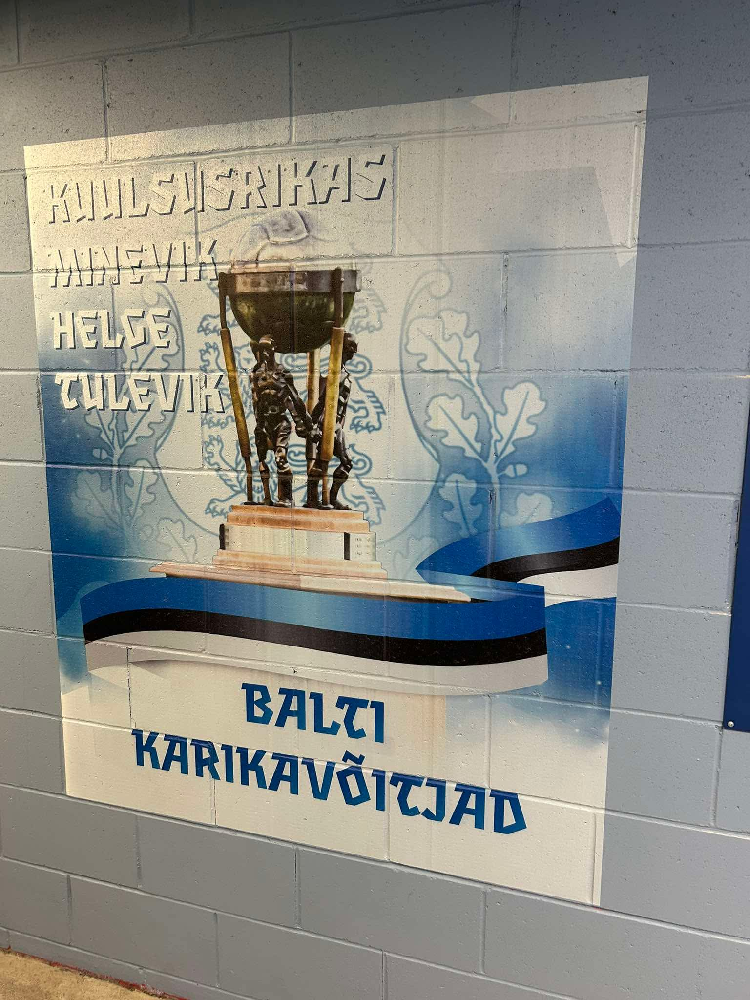 KUULSUSRIKAS
MINEVIK
HELGE
TULEVIK
BALTI
KARIKAVÕITJAD